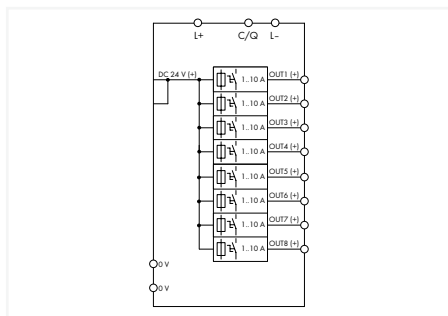 L+ C/Q L-
DC 24 V (+) 1..10 A OUT1 (+)
1..10 A OUT2 (+)
1..10 A OUT3 (+)
1..10 A OUT4 (+)
1..10 A OUT5 (+)
1..10 A OUT6 (+)
1..10 A OUT7 (+)
1..10 A OUT8 (+)
0 V
0 V